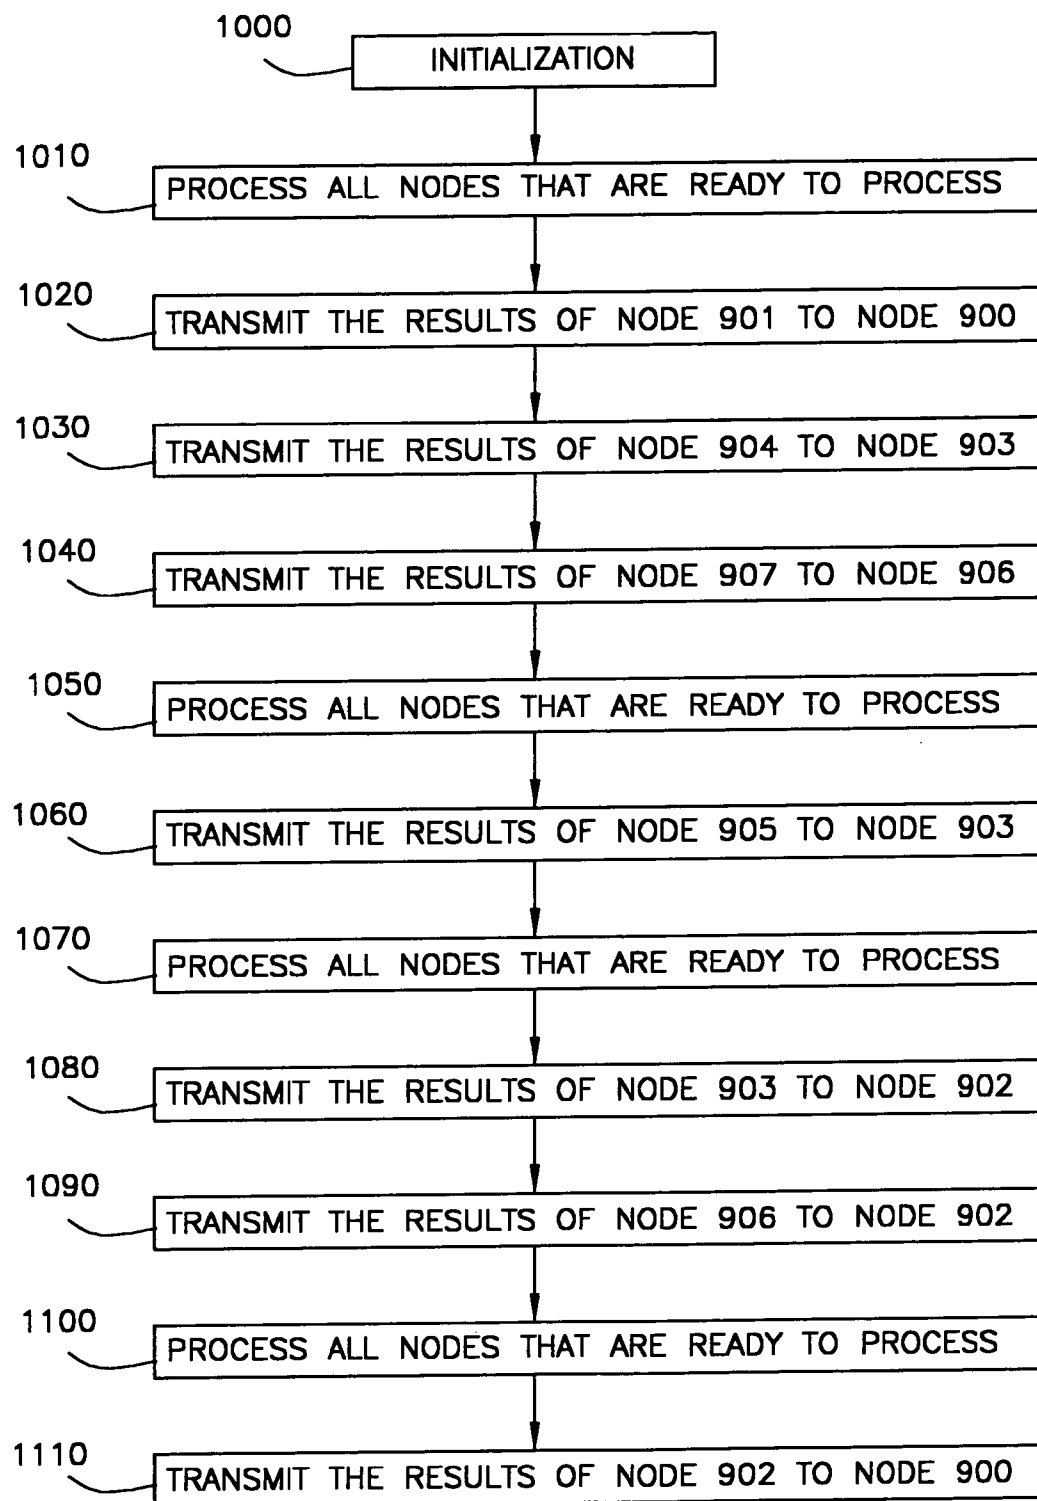 1000
INITIALIZATION
1010
PROCESS ALL NODES THAT ARE READY TO PROCESS
1020
TRANSMIT THE RESULTS OF NODE 901 TO NODE 900
1030
TRANSMIT THE RESULTS OF NODE 904 TO NODE 903
1040
TRANSMIT THE RESULTS OF NODE 907 TO NODE 906
1050
PROCESS ALL NODES THAT ARE READY TO PROCESS
1060
TRANSMIT THE RESULTS OF NODE 905 TO NODE 903
1070
PROCESS ALL NODES THAT ARE READY TO PROCESS
1080
TRANSMIT THE RESULTS OF NODE 903 TO NODE 902
1090
TRANSMIT THE RESULTS OF NODE 906 TO NODE 902
1100
PROCESS ALL NODES THAT ARE READY TO PROCESS
1110
TRANSMIT THE RESULTS OF NODE 902 TO NODE 900